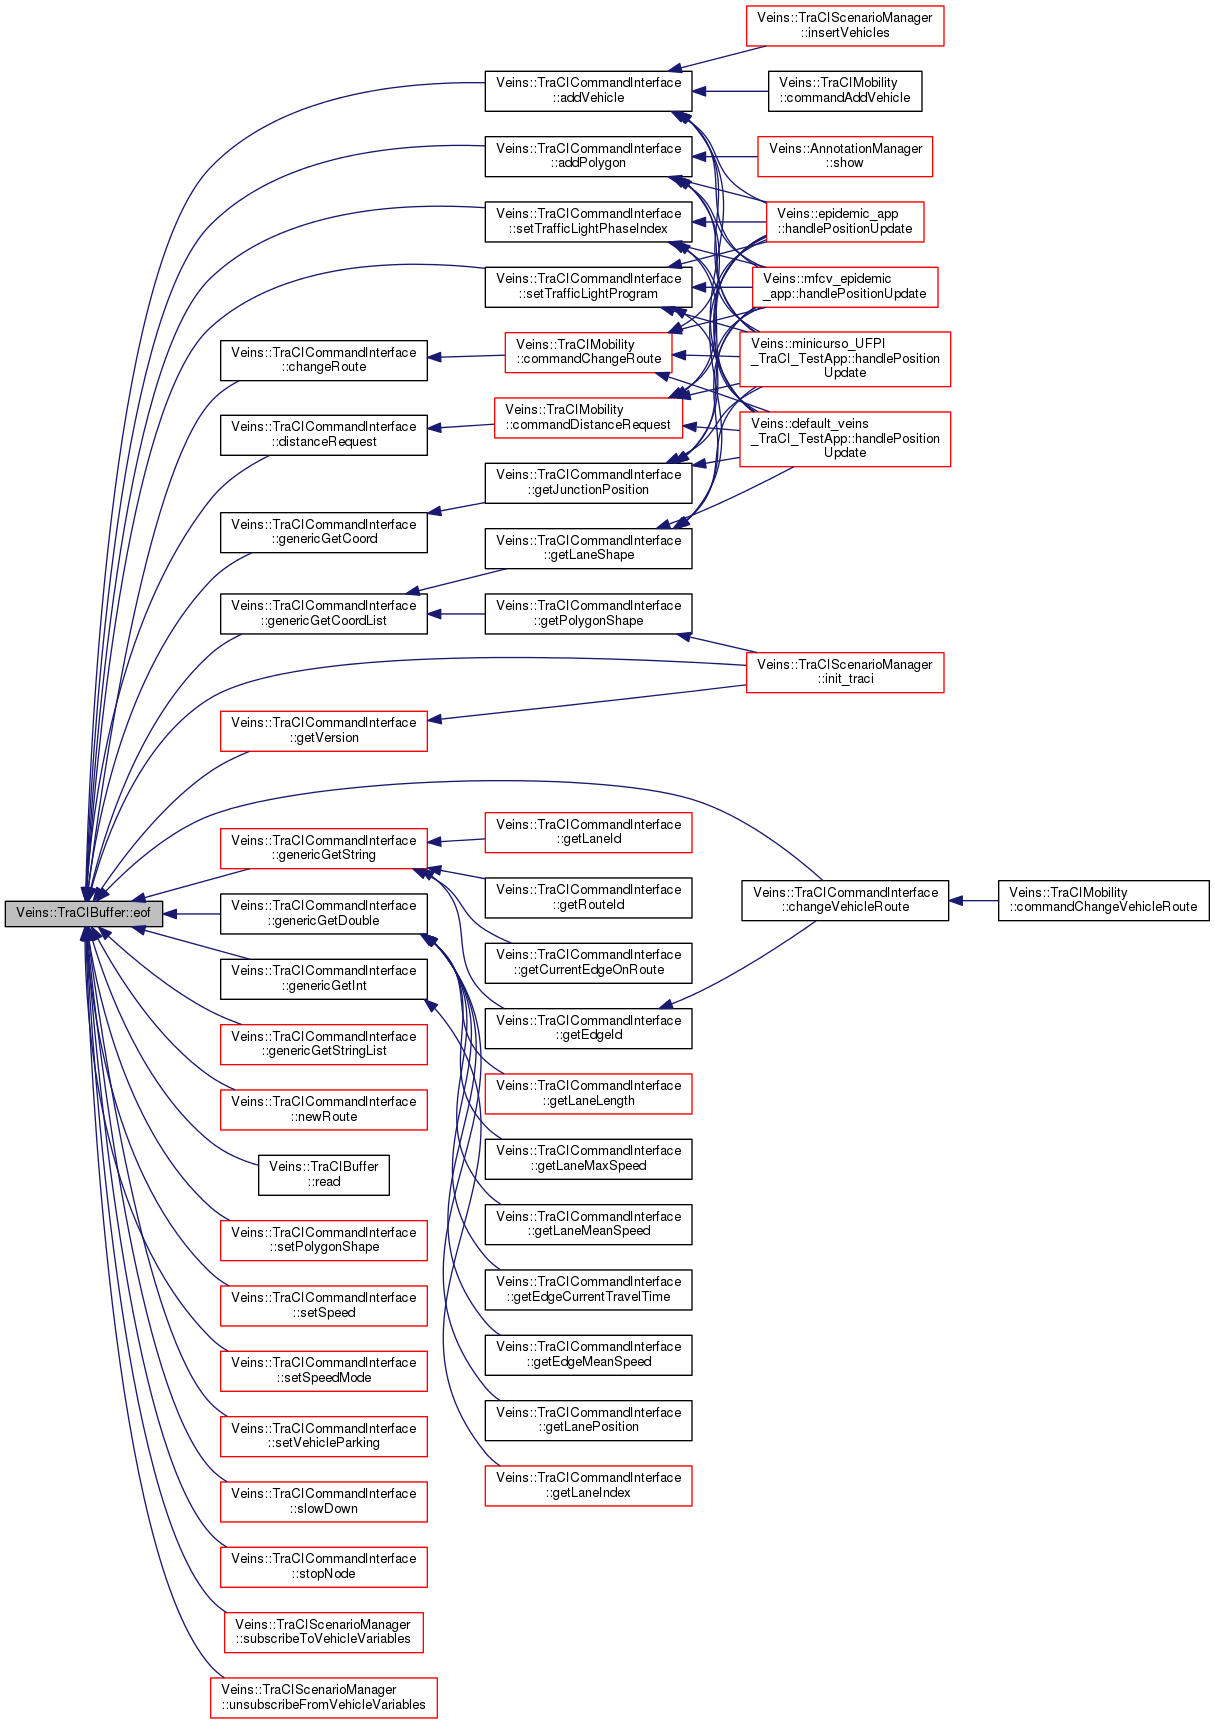 Veins::TraCIScenarioManager
::insertVehicles
Veins::TraCICommandInterface
::addVehicle
Veins::TraCIMobility
::commandAddVehicle
Veins::TraCICommandInterface
::addPolygon
Veins::AnnotationManager
::show
Veins::TraCICommandInterface
::setTrafficLightPhaseIndex
Veins::epidemic_app
::handlePositionUpdate
Veins::TraCICommandInterface
::setTrafficLightProgram
Veins::mfcv_epidemic
_app::handlePositionUpdate
Veins::TraCICommandInterface
::changeRoute
Veins::TraCIMobility
::commandChangeRoute
Veins::minicurso_UFPI
_TraCI_TestApp::handlePosition
Update
Veins::TraCICommandInterface
::distanceRequest
Veins::TraCIMobility
::commandDistanceRequest
Veins::default_veins
_TraCI_TestApp::handlePosition
Update
Veins::TraCICommandInterface
::getJunctionPosition
Veins::TraCICommandInterface
::genericGetCoord
Veins::TraCICommandInterface
::getLaneShape
Veins::TraCICommandInterface
::genericGetCoordList
Veins::TraCICommandInterface
::getPolygonShape
Veins::TraCIScenarioManager
::init_traci
Veins::TraCICommandInterface
::getVersion
Veins::TraCICommandInterface
::genericGetString
Veins::TraCICommandInterface
::getLaneId
Veins::TraCICommandInterface
::getRouteId
Veins::TraCICommandInterface
::changeVehicleRoute
Veins::TraCIMobility
::commandChangeVehicleRoute
Veins::TraCIBuffer::eof
Veins::TraCICommandInterface
::genericGetDouble
Veins::TraCICommandInterface
::getCurrentEdgeOnRoute
Veins::TraCICommandInterface
::genericGetInt
Veins::TraCICommandInterface
::getEdgeId
Veins::TraCICommandInterface
::genericGetStringList
Veins::TraCICommandInterface
::getLaneLength
Veins::TraCICommandInterface
::newRoute
Veins::TraCICommandInterface
::getLaneMaxSpeed
Veins::TraCIBuffer
::read
Veins::TraCICommandInterface
::getLaneMeanSpeed
Veins::TraCICommandInterface
::setPolygonShape
Veins::TraCICommandInterface
::getEdgeCurrentTravelTime
Veins::TraCICommandInterface
::setSpeed
Veins::TraCICommandInterface
::getEdgeMeanSpeed
Veins::TraCICommandInterface
::setSpeedMode
Veins::TraCICommandInterface
::getLanePosition
Veins::TraCICommandInterface
::setVehicleParking
Veins::TraCICommandInterface
::getLaneIndex
Veins::TraCICommandInterface
::slowDown
Veins::TraCICommandInterface
::stopNode
Veins::TraCIScenarioManager
::subscribeToVehicleVariables
Veins::TraCIScenarioManager
::unsubscribeFromVehicleVariables